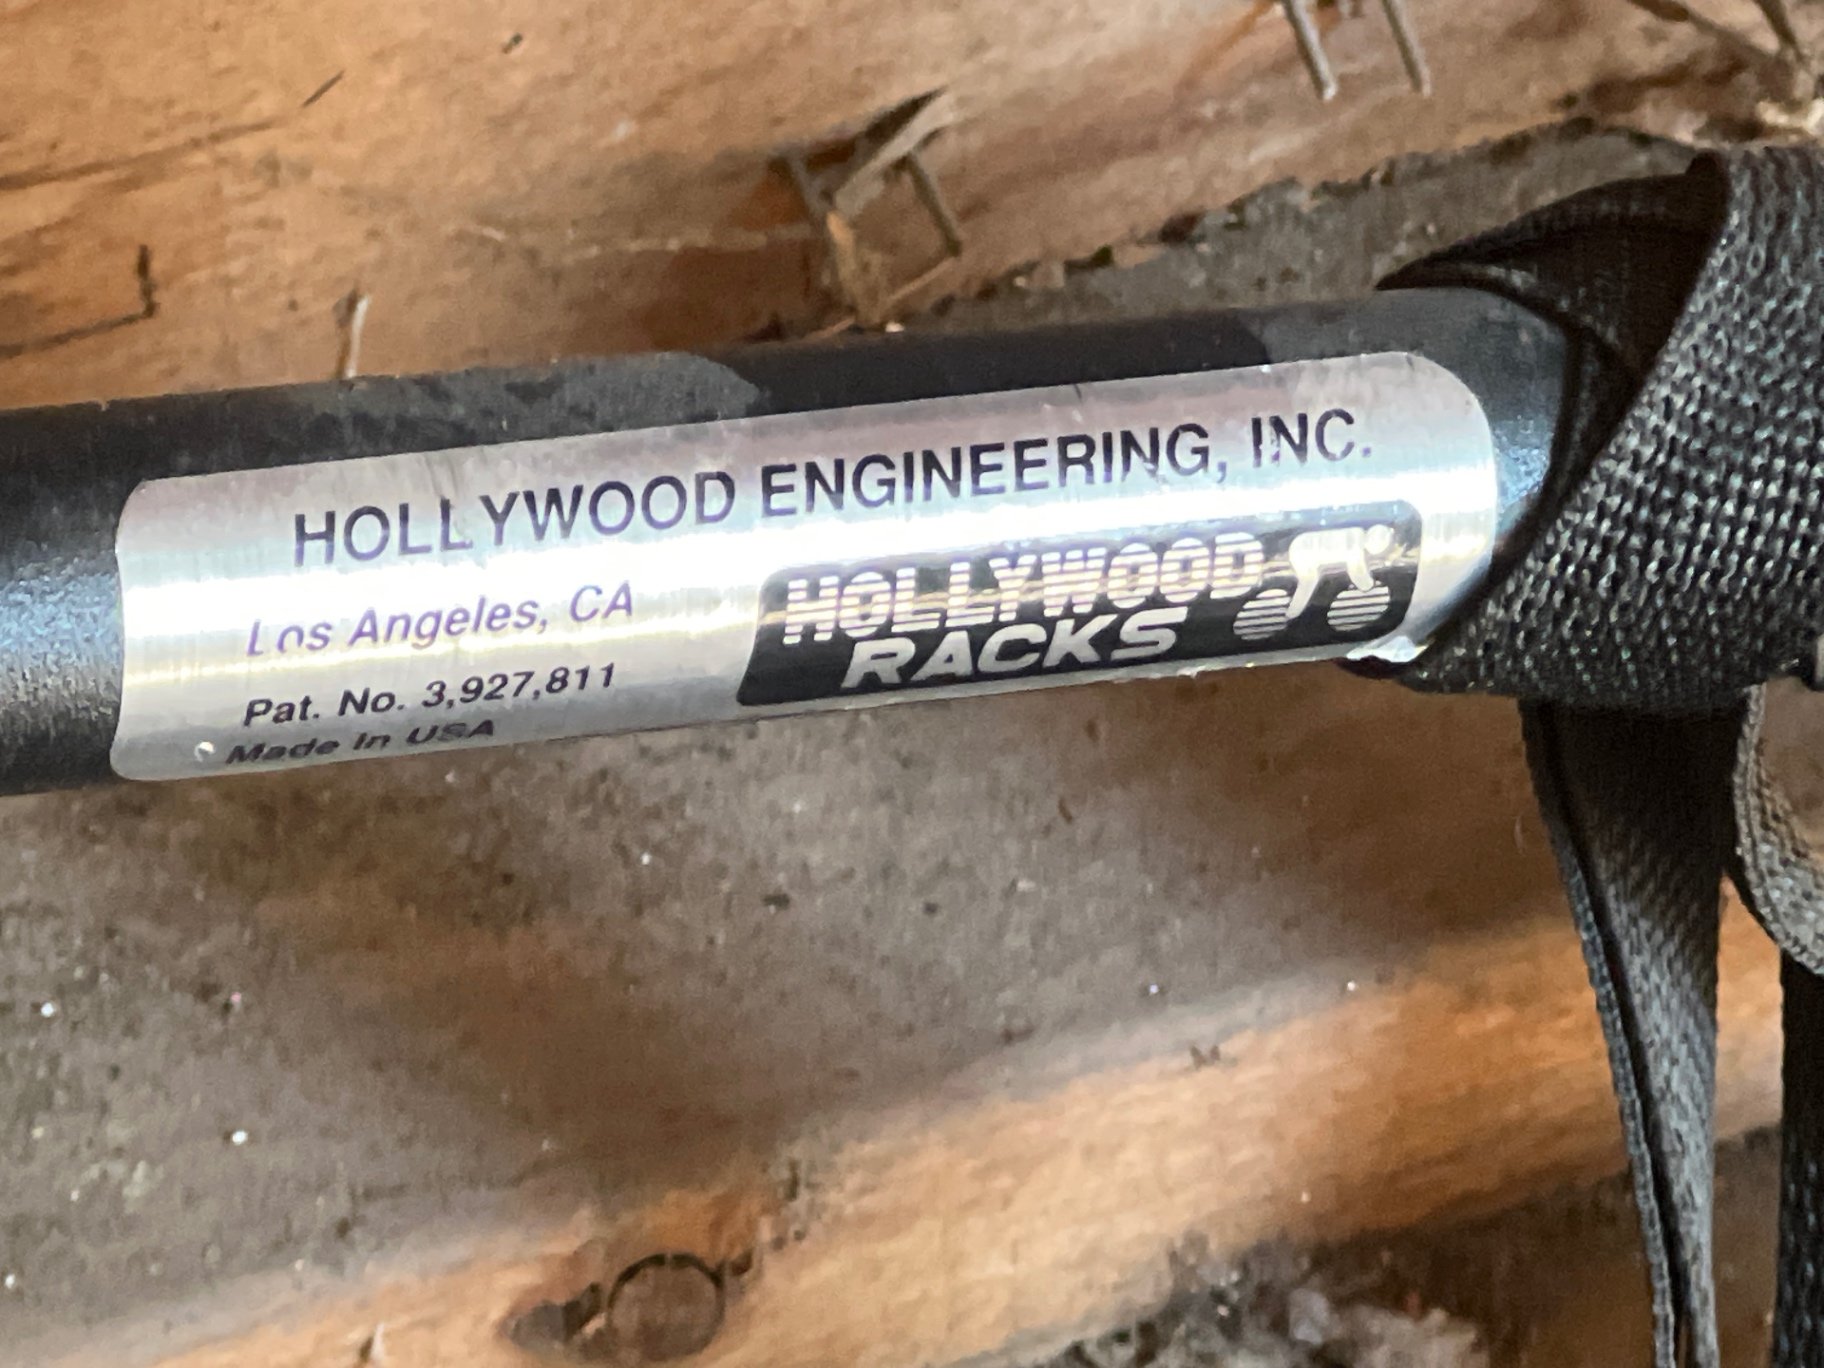 HOLLYWOOD ENGINEERING, INC.
Los Angeles, CA
Pat. No. 3,927,811
Made In USA
HOLLYWOOD
RACKS